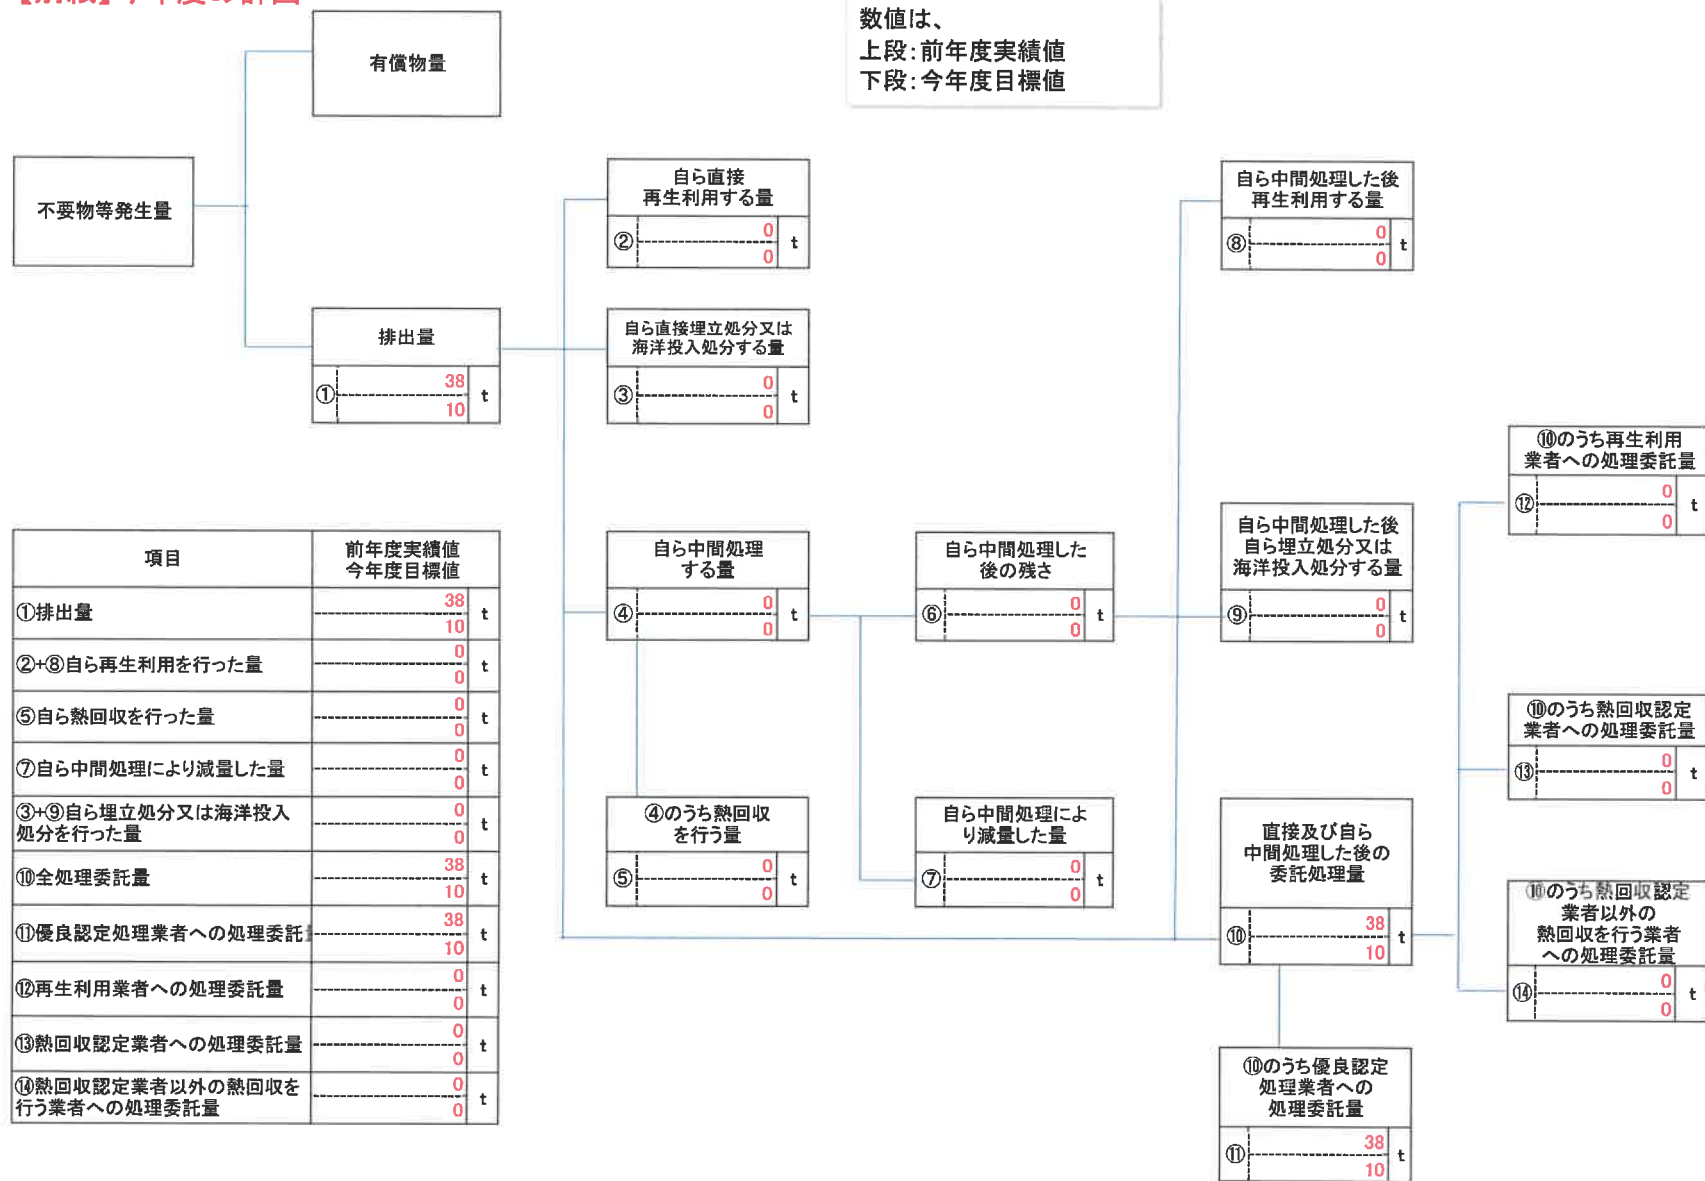 数値は、
上段:前年度実績値
下段:今年度目標値
有償物量
不要物等発生量
排出量
① 38 t
10
自ら直接
再生利用する量
② 0 t
0
自ら直接埋立処分又は
海洋投入処分する量
③ 0 t
0
自ら中間処理
する量
④ 0 t
0
④のうち熱回収
を行う量
⑤ 0 t
0
自ら中間処理した
後の残さ
⑥ 0 t
0
自ら中間処理によ
り減量した量
⑦ 0 t
0
自ら中間処理した後
再生利用する量
⑧ 0 t
0
自ら中間処理した後
自ら埋立処分又は
海洋投入処分する量
⑨ 0 t
0
直接及び自ら
中間処理した後の
委託処理量
⑩ 38 t
10
⑩のうち優良認定
処理業者への
処理委託量
⑪ 38 t
10
⑩のうち再生利用
業者への処理委託量
⑫ 0 t
0
⑩のうち熱回収認定
業者への処理委託量
⑬ 0 t
0
⑩のうち熱回収認定
業者以外の
熱回収を行う業者
への処理委託量
⑭ 0 t
0
項目 前年度実績値
今年度目標値
①排出量 38 t
10
②+⑧自ら再生利用を行った量 0 t
0
⑤自ら熱回収を行った量 0 t
0
⑦自ら中間処理により減量した量 0 t
0
③+⑨自ら埋立処分又は海洋投入
処分を行った量 0 t
0
⑩全処理委託量 38 t
10
⑪優良認定処理業者への処理委託 38 t
10
⑫再生利用業者への処理委託量 0 t
0
⑬熱回収認定業者への処理委託量 0 t
0
⑭熱回収認定業者以外の熱回収を
行う業者への処理委託量 0 t
0